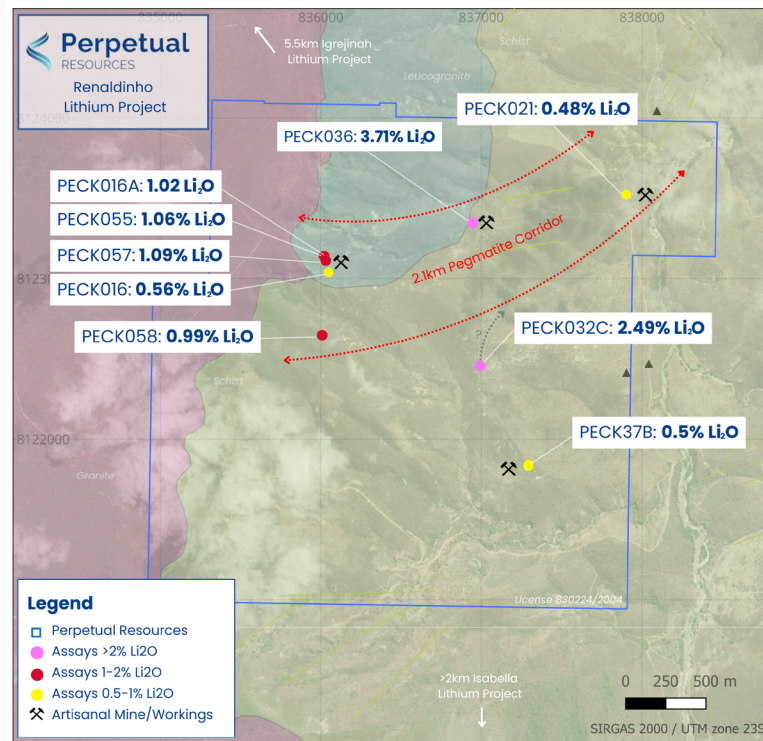 835000 836000 837000 838000
Perpetual
RESOURCES
Renaldinho
Lithium Project
5.5km Igrejinah
Lithium Project
Schist
Leucogranite
8124000
PECK021: 0.48% Li₂O
PECK036: 3.71% Li₂O
PECK016A: 1.02 Li₂O
PECK055: 1.06% Li₂O
PECK057: 1.09% Li₂O
PECK016: 0.56% Li₂O
2.1km Pegmatite Corridor
8123
PECK058: 0.99% Li₂O
?
PECK032C: 2.49% Li₂O
Schist
PECK37B: 0.5% Li₂O
8122000
Granite
License 830224/2004
Legend
Perpetual Resources
Assays >2% Li2O
Assays 1-2% Li2O
Assays 0.5-1% Li2O
Artisanal Mine/Workings
>2km Isabella
Lithium Project
0 250 500 m
SIRGAS 2000 / UTM zone 23S